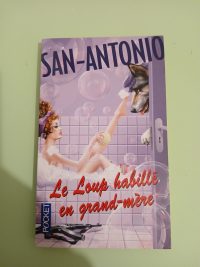 SAN-ANTONIO
Le Loup habillé
en grand-mère
POCKET